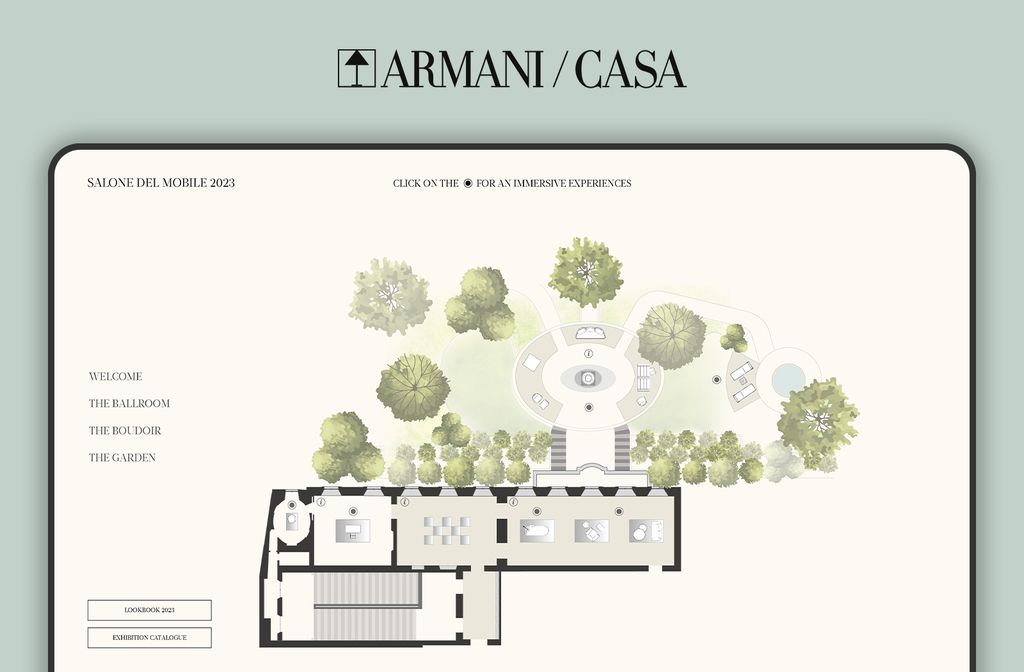 ARMANI / CASA
SALONE DEL MOBILE 2023
CLICK ON THE FOR AN IMMERSIVE EXPERIENCES
WELCOME
THE BALLROOM
THE BOUDOIR
THE GARDEN
LOOKBOOK 2023
EXHIBITION CATALOGUE